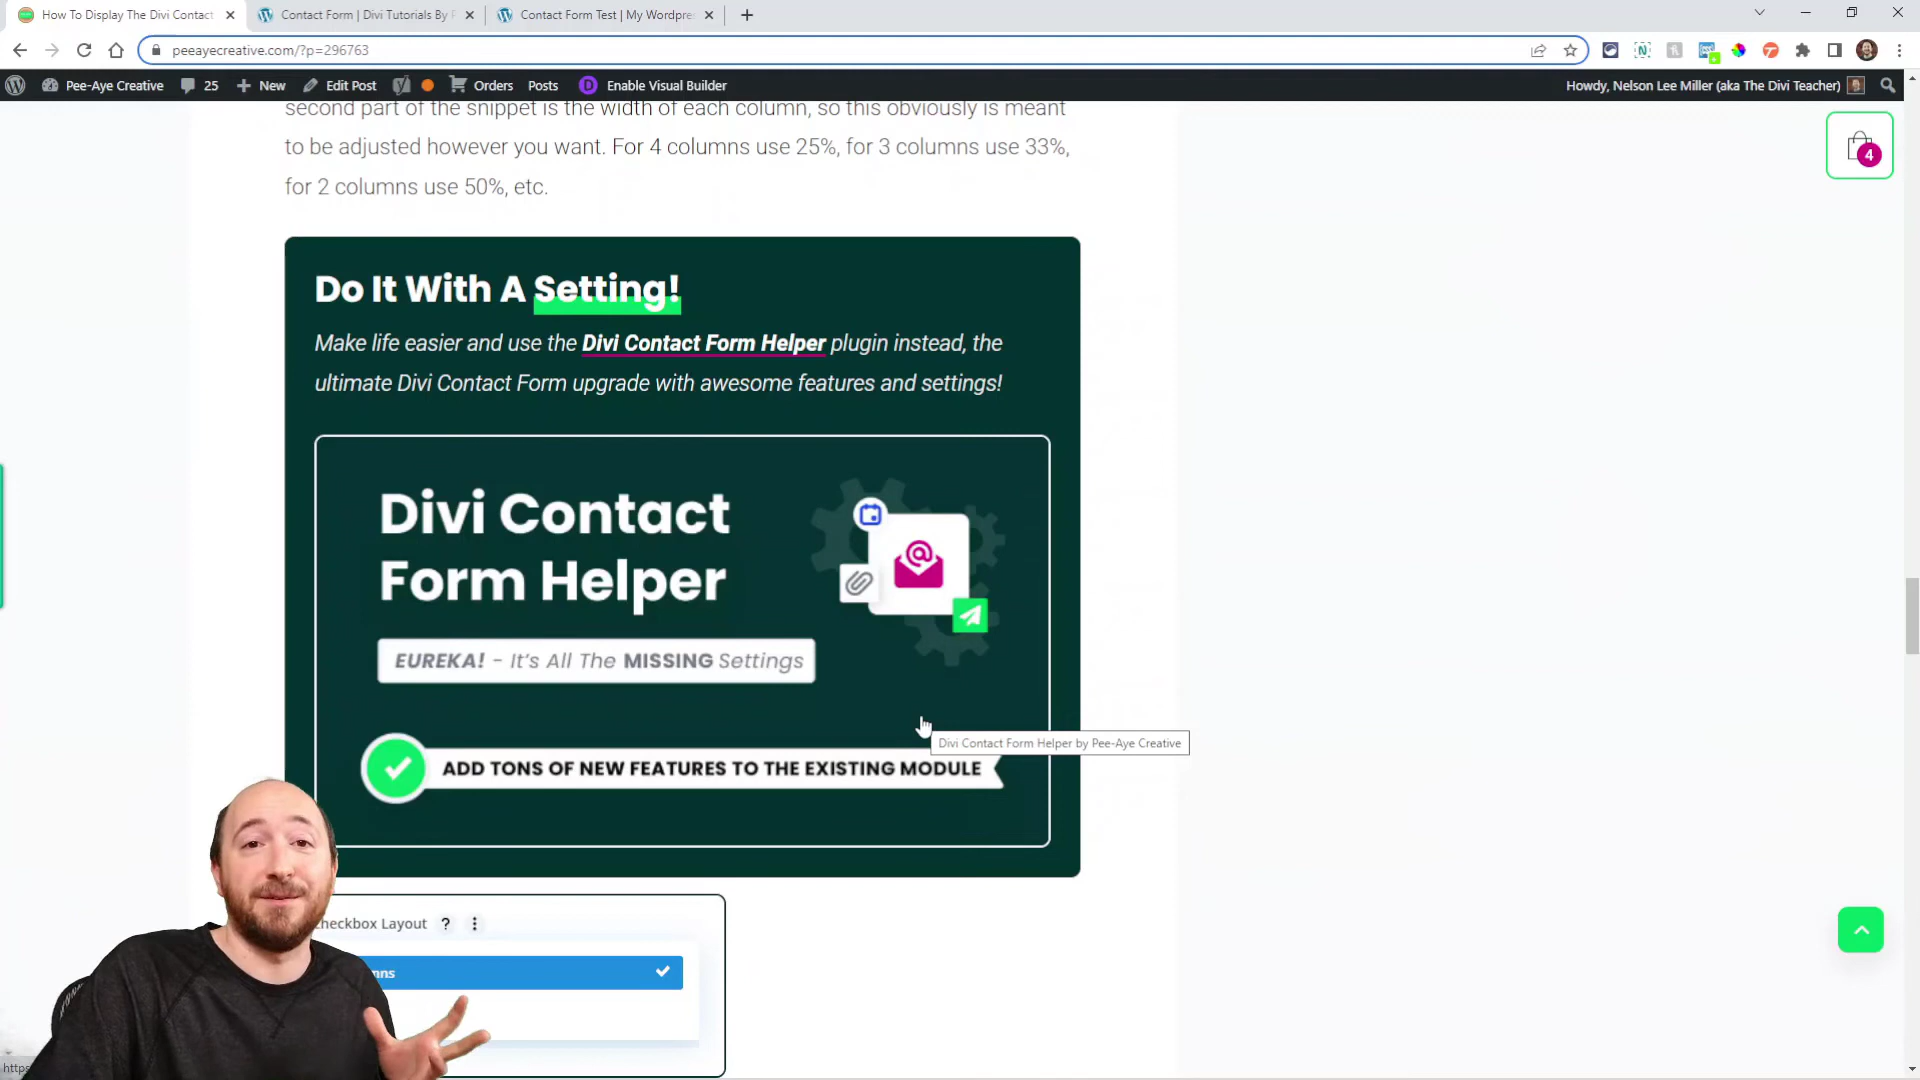 How To Display The Divi Contact
Contact Form | Divi Tutorials By P
Contact Form Test | My Wordpre
peeayecreative.com/?p=296763
Pee-Aye Creative
25
New
Edit Post
Orders
Posts
Enable Visual Builder
Howdy, Nelson Lee Miller (aka The Divi Teacher)
4
second part of the snippet is the width of each column, so this obviously is meant
to be adjusted however you want. For 4 columns use 25%, for 3 columns use 33%,
for 2 columns use 50%, etc.
Do It With A Setting!
Make life easier and use the Divi Contact Form Helper plugin instead, the
ultimate Divi Contact Form upgrade with awesome features and settings!
Divi Contact
Form Helper
EUREKA! - It's All The MISSING Settings
Divi Contact Form Helper by Pee-Aye Creative
ADD TONS OF NEW FEATURES TO THE EXISTING MODULE
heckbox Layout ?
mns
https